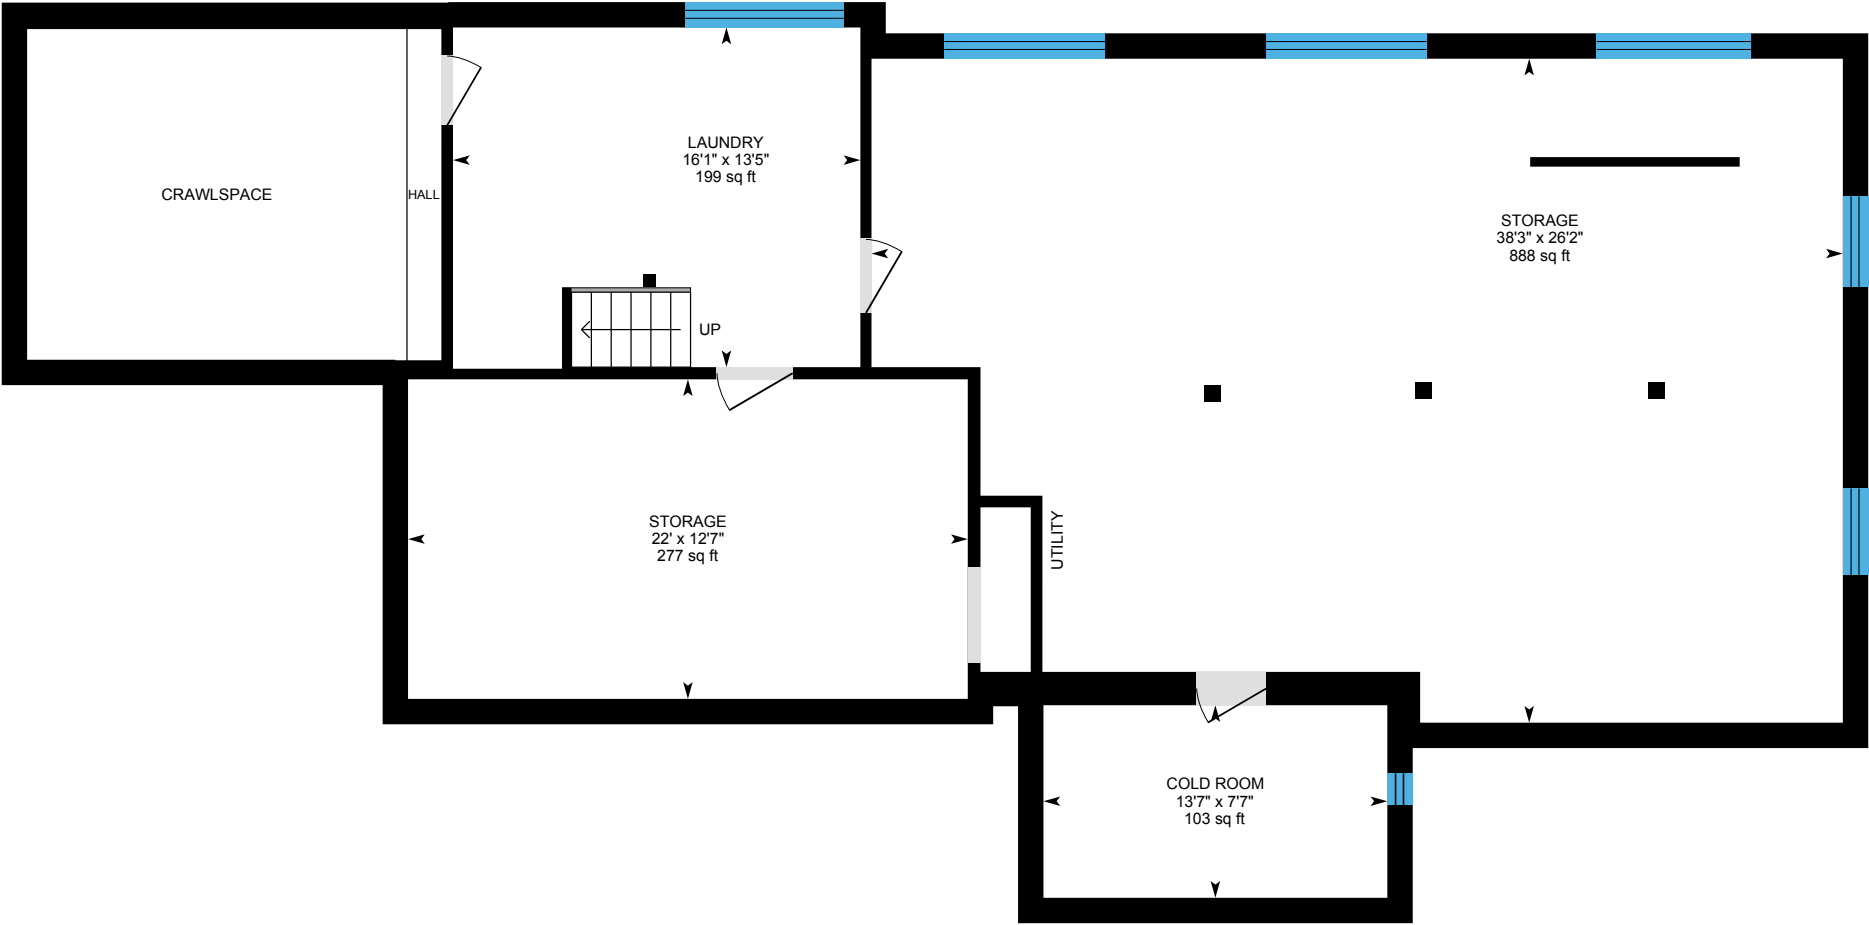 LAUNDRY
16'1" x 13'5"
199 sq ft
CRAWLSPACE
HALL
STORAGE
38'3" x 26'2"
888 sq ft
UP
STORAGE
22' x 12'7"
277 sq ft
UTILITY
COLD ROOM
13'7" x 7'7"
103 sq ft